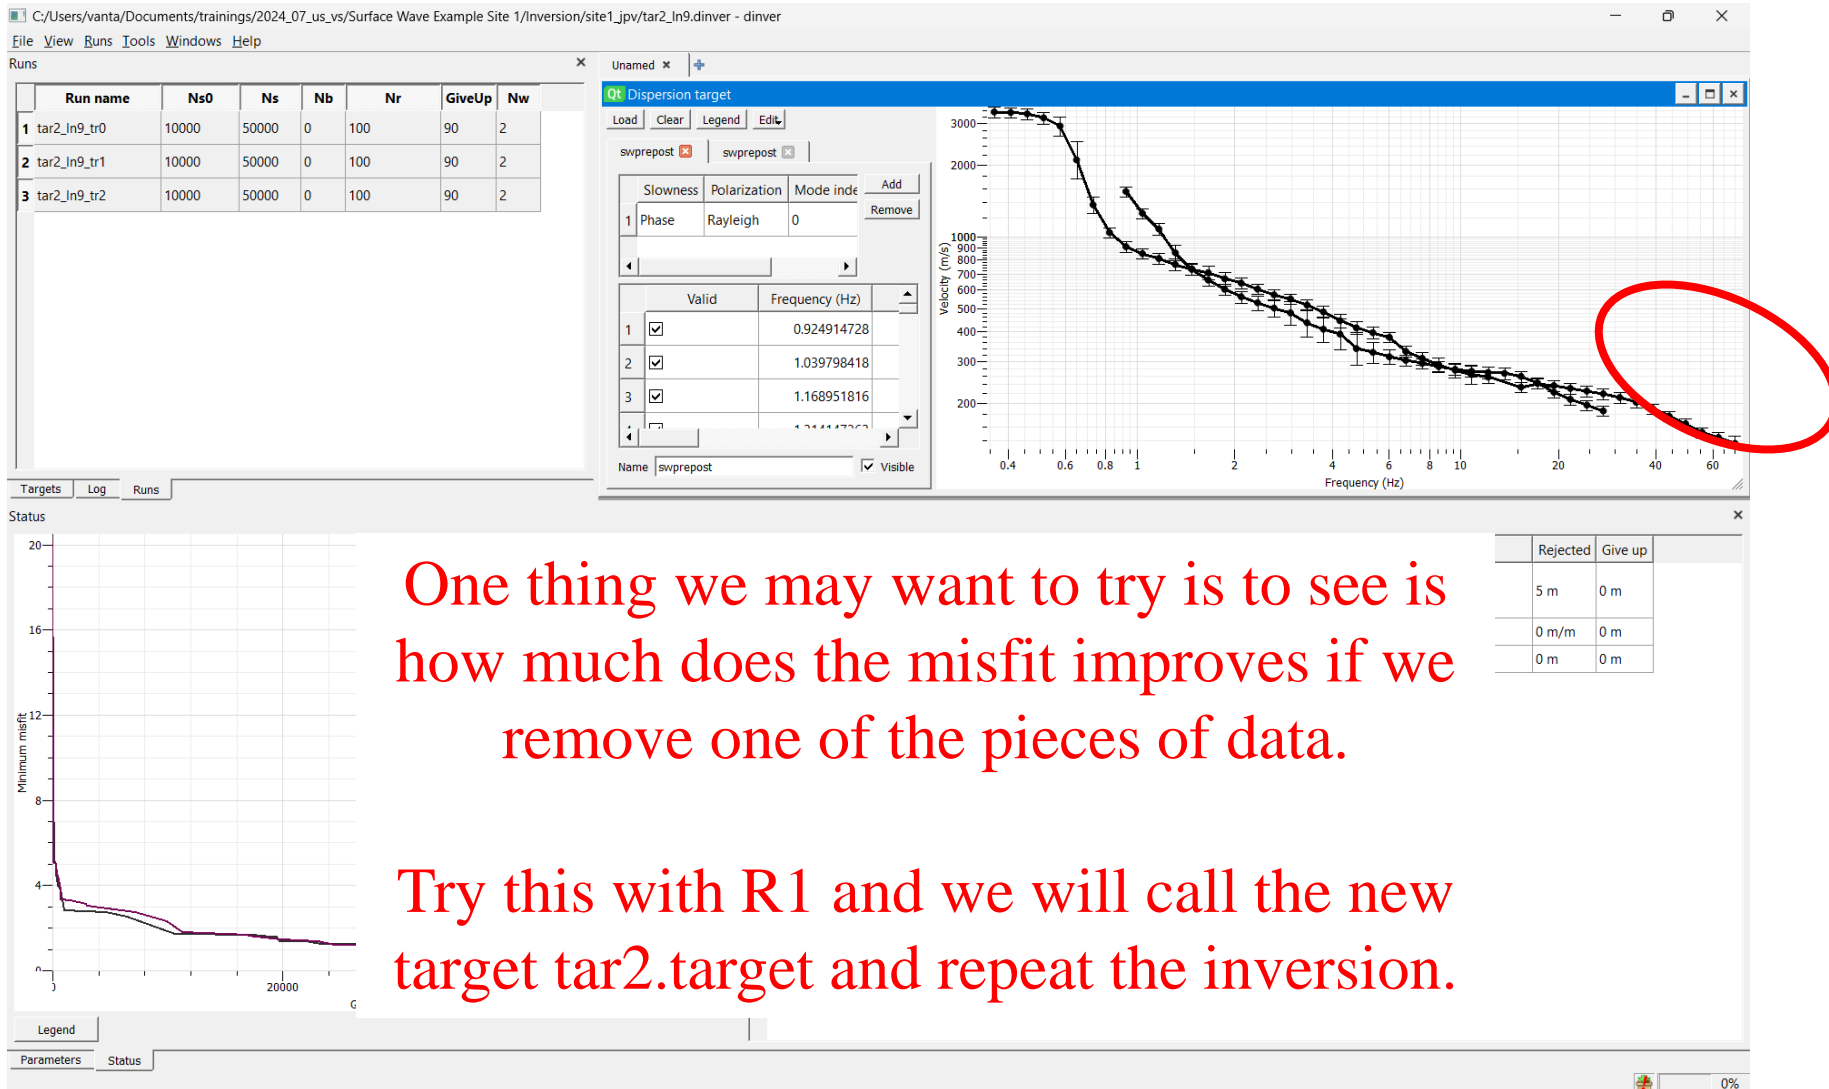 C:/Users/vanta/Documents/trainings/2024_07_us_vs/Surface Wave Example Site 1/Inversion/site1_jpv/tar2_ln9.dinver - dinver
File View Runs Tools Windows Help
Runs
Run name Ns0 Ns Nb Nr GiveUp Nw
1 tar2_ln9_tr0 10000 50000 0 100 90 2
2 tar2_ln9_tr1 10000 50000 0 100 90 2
3 tar2_ln9_tr2 10000 50000 0 100 90 2
Targets Log Runs
Unamed
Qt Dispersion target
Load Clear Legend Edit
swprepost swprepost
Slowness Polarization Mode inde
1 Phase Rayleigh 0
Add
Remove
Valid Frequency (Hz)
1 0.924914728
2 1.039798418
3 1.168951816
Name swprepost Visible
Velocity (m/s)
3000
2000
1000
900
800
700
600
500
400
300
200
0.4 0.6 0.8 1 2 4 6 8 10 20 40 60
Frequency (Hz)
Status
Minimum misfit
20
16
12
8
4
20000
Legend
Parameters Status
Rejected Give up
5 m 0 m
0 m/m 0 m
0 m 0 m
One thing we may want to try is to see is
how much does the misfit improves if we
remove one of the pieces of data.
Try this with R1 and we will call the new
target tar2.target and repeat the inversion.
0%